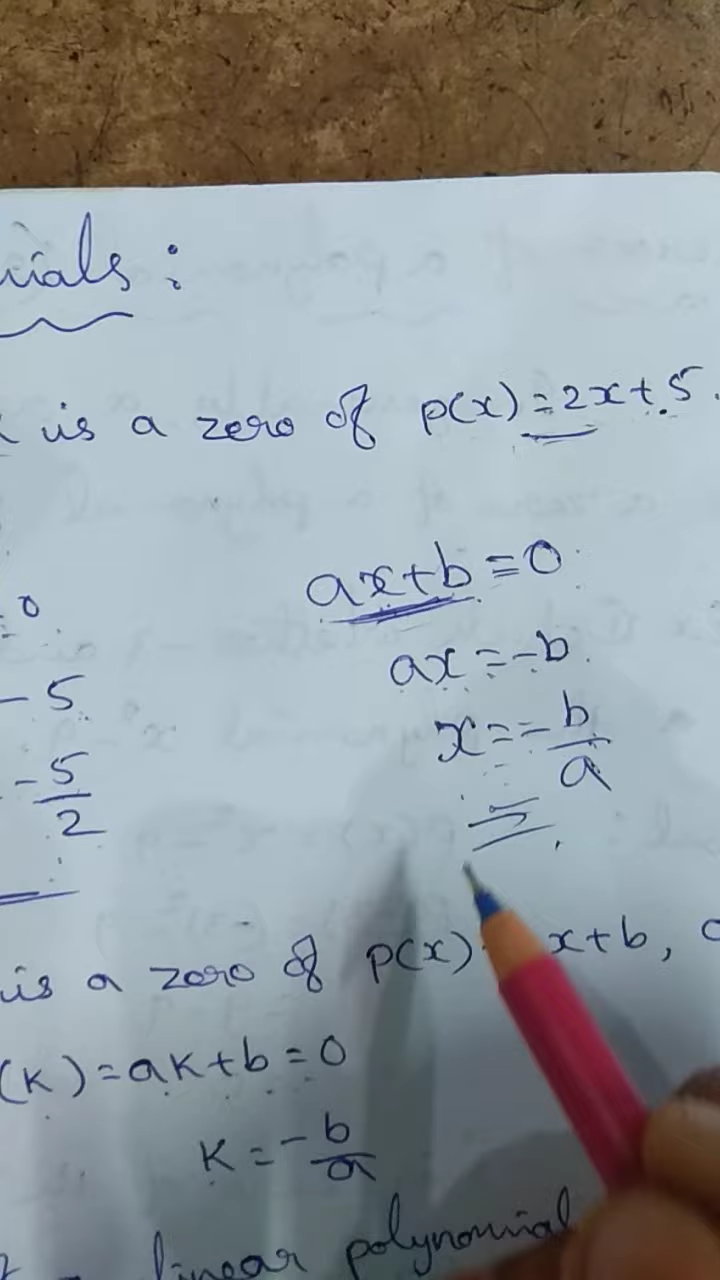 :
is a zero of p(x) = 2x + 5.
ax + b = 0
= 0
ax = -b
- 5
x = -b/a
-5/2
is a zero of p(x) x + b,
(K) = aK + b = 0
K = -b/a
linear polynomial